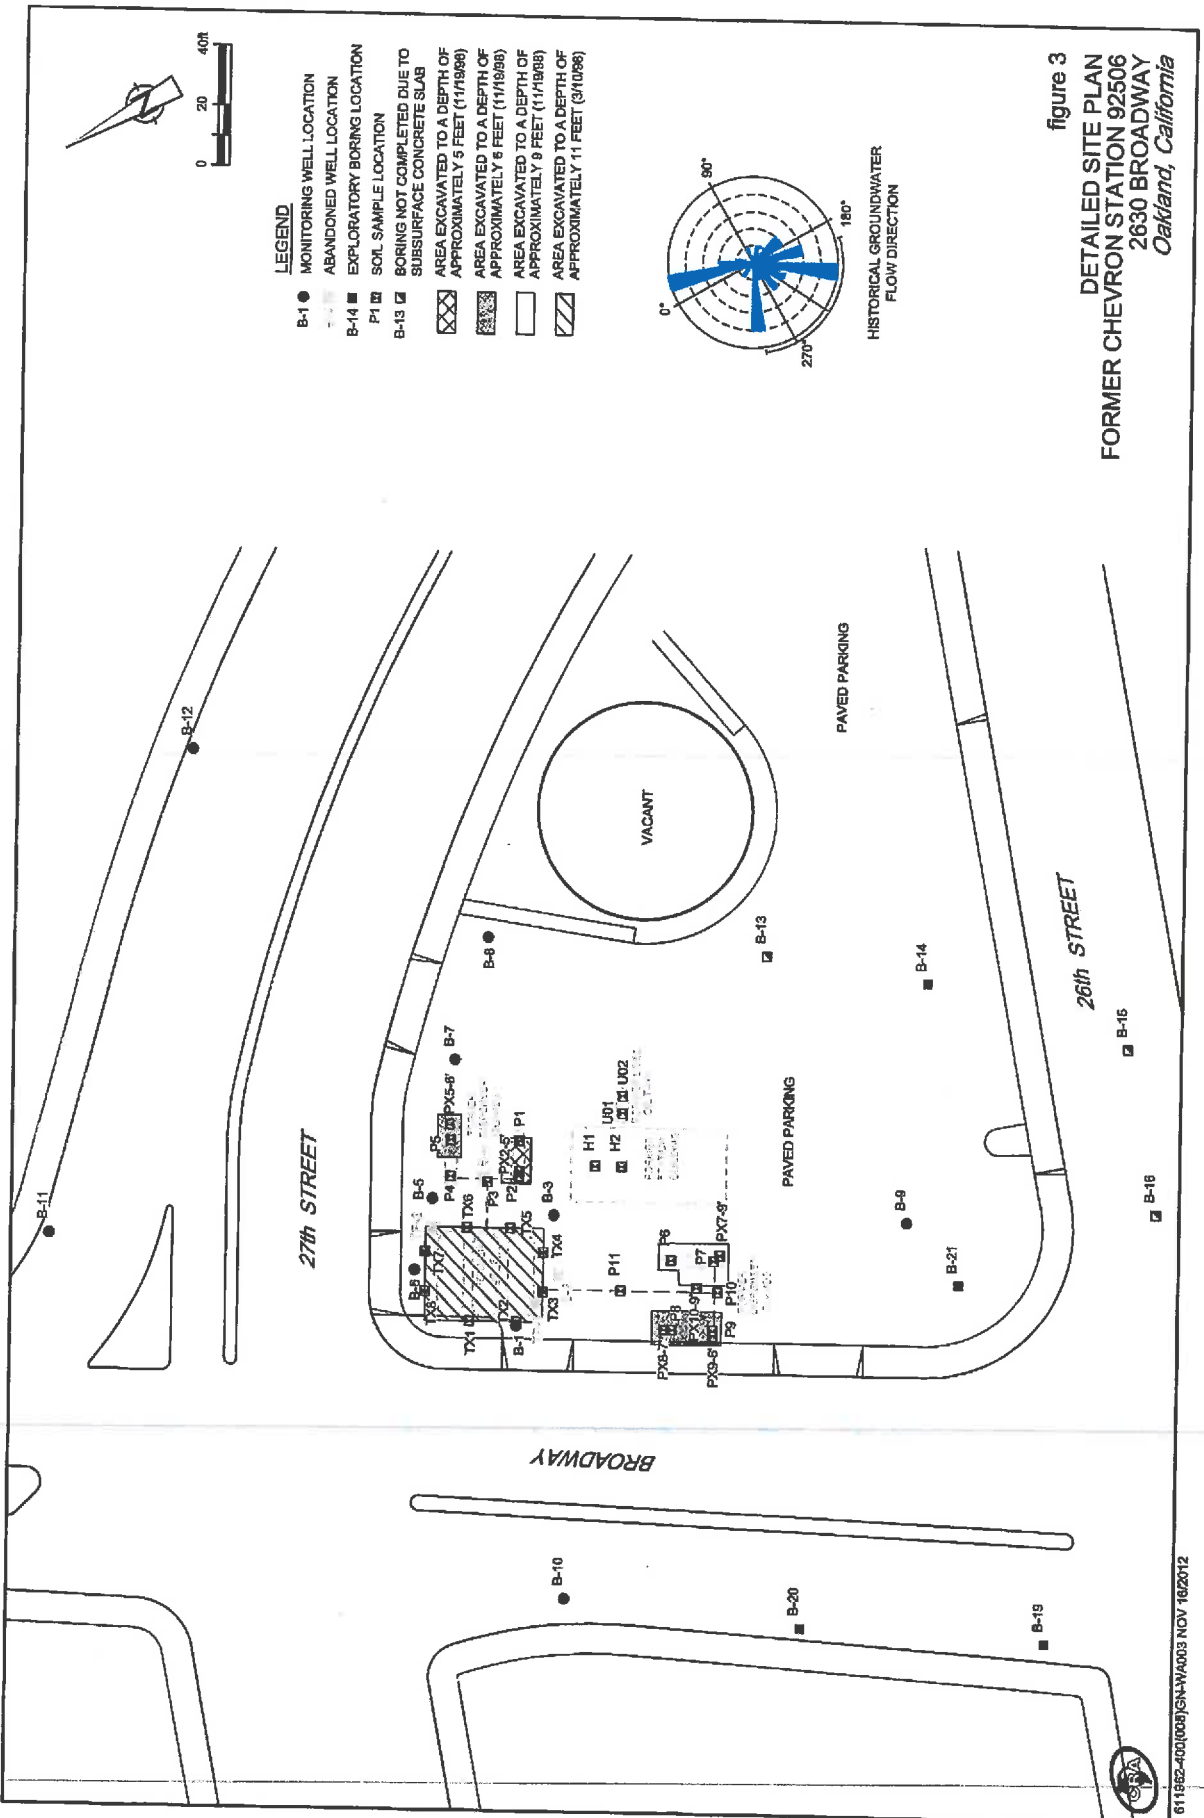 0 20 40ft
LEGEND
B-1 MONITORING WELL LOCATION
ABANDONED WELL LOCATION
B-14 EXPLORATORY BORING LOCATION
P1 SOIL SAMPLE LOCATION
B-13 BORING NOT COMPLETED DUE TO
SUBSURFACE CONCRETE SLAB
AREA EXCAVATED TO A DEPTH OF
APPROXIMATELY 5 FEET (11/19/98)
AREA EXCAVATED TO A DEPTH OF
APPROXIMATELY 6 FEET (11/19/98)
AREA EXCAVATED TO A DEPTH OF
APPROXIMATELY 9 FEET (11/19/98)
AREA EXCAVATED TO A DEPTH OF
APPROXIMATELY 11 FEET (3/10/98)
0°
90°
180°
270°
HISTORICAL GROUNDWATER
FLOW DIRECTION
figure 3
DETAILED SITE PLAN
FORMER CHEVRON STATION 92506
2630 BROADWAY
Oakland, California
B-12
B-11
27th STREET
VACANT
PAVED PARKING
B-8
B-13
B-14
26th STREET
B-15
B-16
B-7
PX5-6'
P5
P4
B-5
PX2-5'
P1
P2
P3
TX6
TX5
B-3
TX4
TX3
TX7
B-6
TX8
TX1
TX2
B-1
U01
U02
H1
H2
PAVED PARKING
P11
P6
P7
PX7-9'
P10
PX10-9'
P8
PX8-7'
P9
PX9-6'
B-9
B-21
BROADWAY
B-10
B-20
B-19
CRA
611962-400(008)GN-WA003 NOV 16/2012